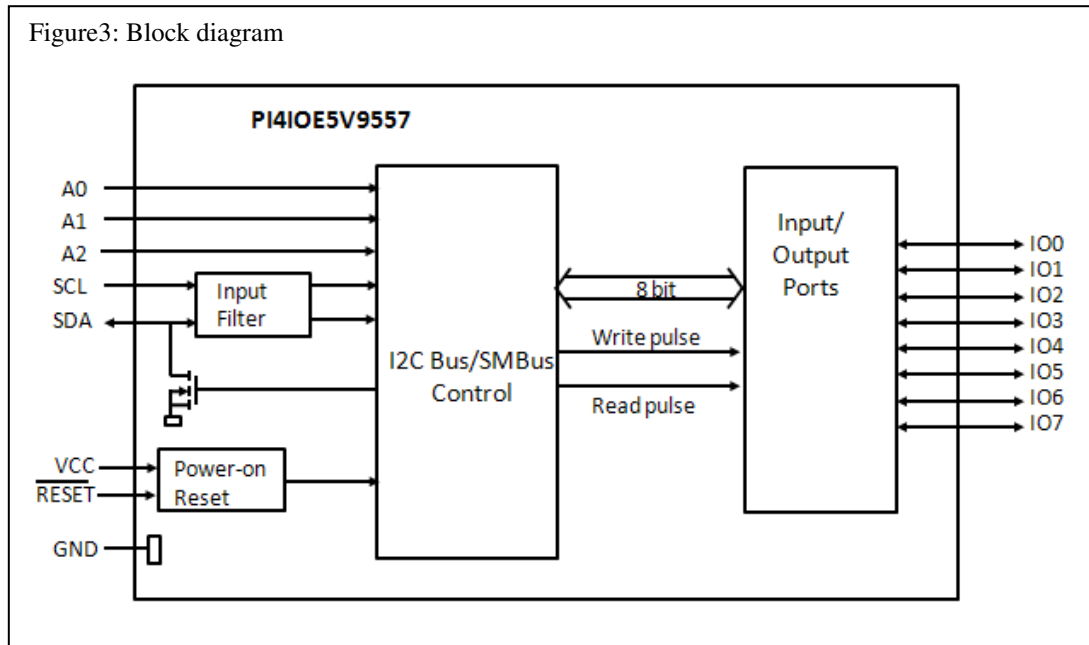 Figure3: Block diagram
PI4IOE5V9557
A0
A1
A2
SCL
SDA
Input
Filter
VCC
RESET
Power-on
Reset
GND
I2C Bus/SMBus
Control
8 bit
Write pulse
Read pulse
Input/
Output
Ports
IO0
IO1
IO2
IO3
IO4
IO5
IO6
IO7